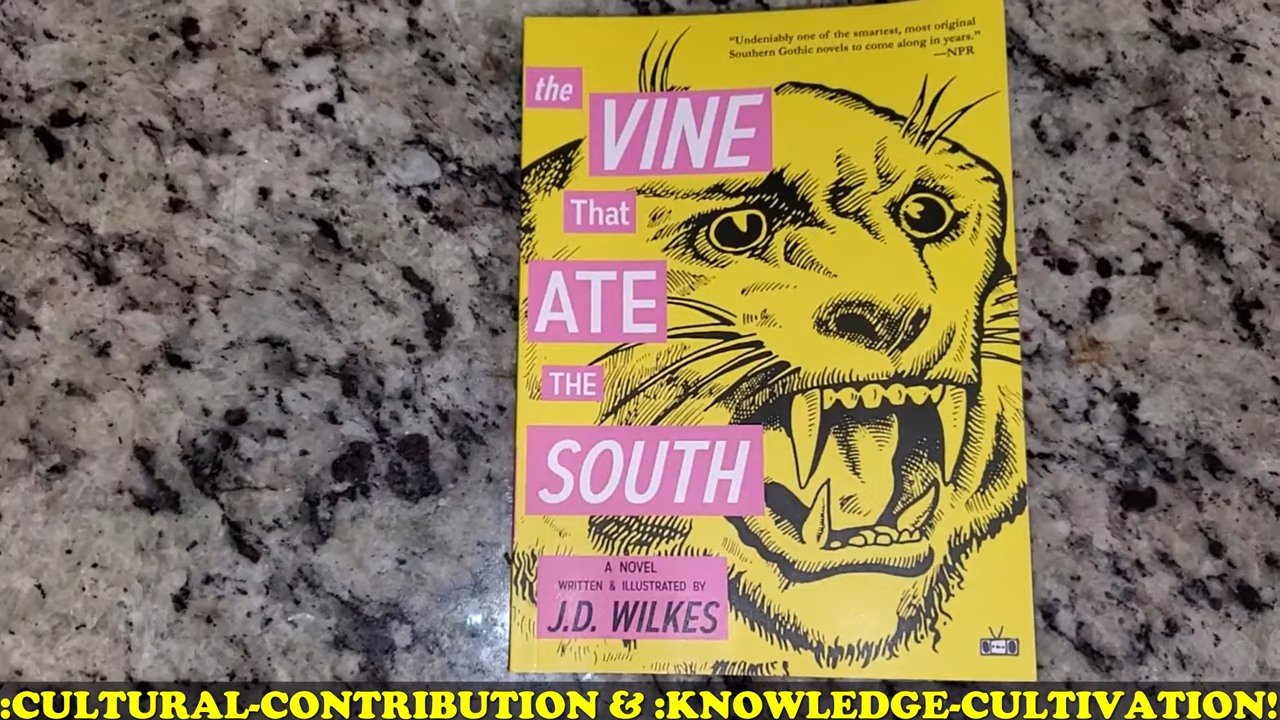 “Undeniably one of the smartest, most original
Southern Gothic novels to come along in years.”
—NPR
the
VINE
That
ATE
THE
SOUTH
A NOVEL
WRITTEN & ILLUSTRATED BY
J.D. WILKES
:CULTURAL-CONTRIBUTION & :KNOWLEDGE-CULTIVATION!